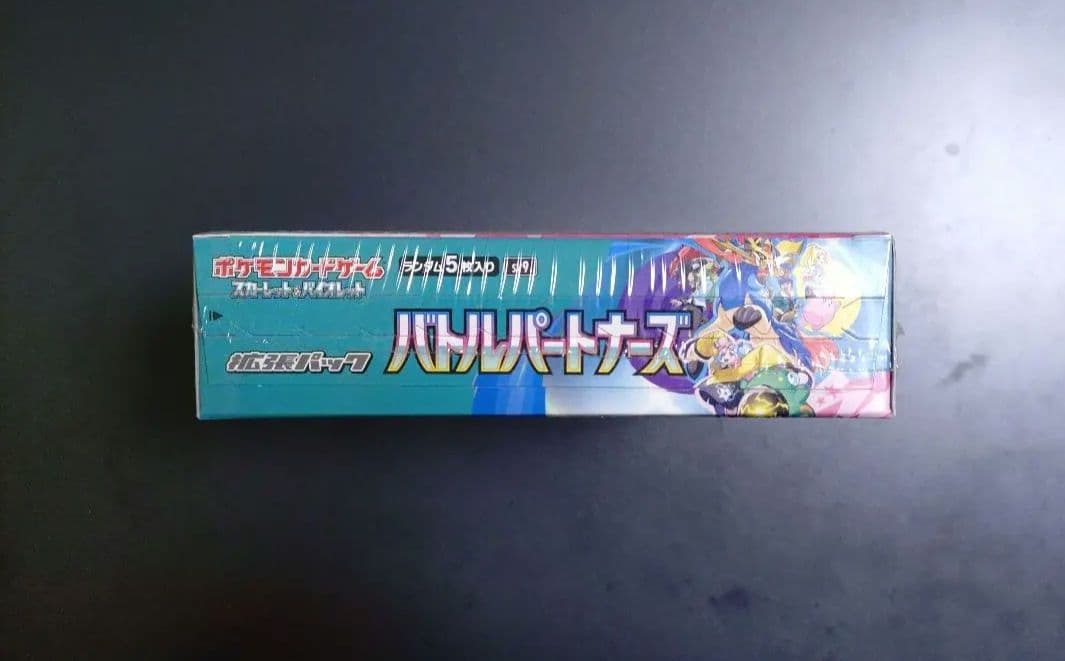 ポケモンカードゲーム ランダム5枚入り SV9
スカーレット&バイオレット
拡張パック バトルパートナーズ